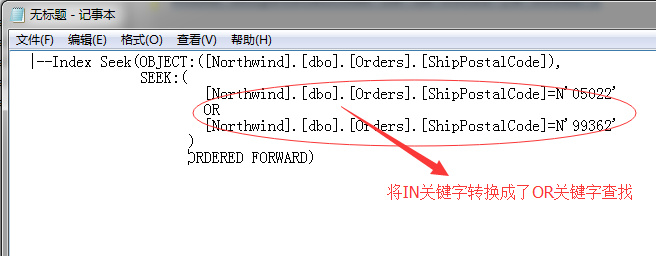 无标题 - 记事本
文件(F) 编辑(E) 格式(O) 查看(V) 帮助(H)
|--Index Seek(OBJECT:([Northwind].[dbo].[Orders].[ShipPostalCode]),
SEEK:(
[Northwind].[dbo].[Orders].[ShipPostalCode]=N'05022'
OR
[Northwind].[dbo].[Orders].[ShipPostalCode]=N'99362'
)
ORDERED FORWARD)
将IN关键字转换成了OR关键字查找